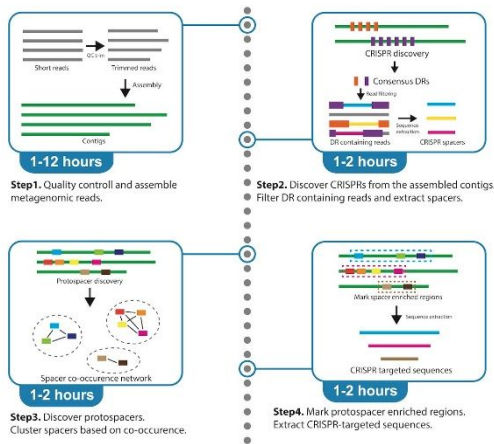 Short reads
QC trim
Trimmed reads
Assembly
Contigs
1-12 hours
Step1. Quality controll and assemble
metagenomic reads.
CRISPR discovery
Consensus DRs
Read filtering
Sequence
extraction
DR containing reads
CRISPR spacers
1-2 hours
Step2. Discover CRISPRs from the assembled contigs
Filter DR containing reads and extract spacers.
Protospacer discovery
Spacer co-occurence network
1-2 hours
Step3. Discover protospacers.
Cluster spacers based on co-occurence.
Mark spacer enriched regions
Sequence extraction
CRISPR targeted sequences
1-2 hours
Step4. Mark protospacer enriched regions.
Extract CRISPR-targeted sequences.